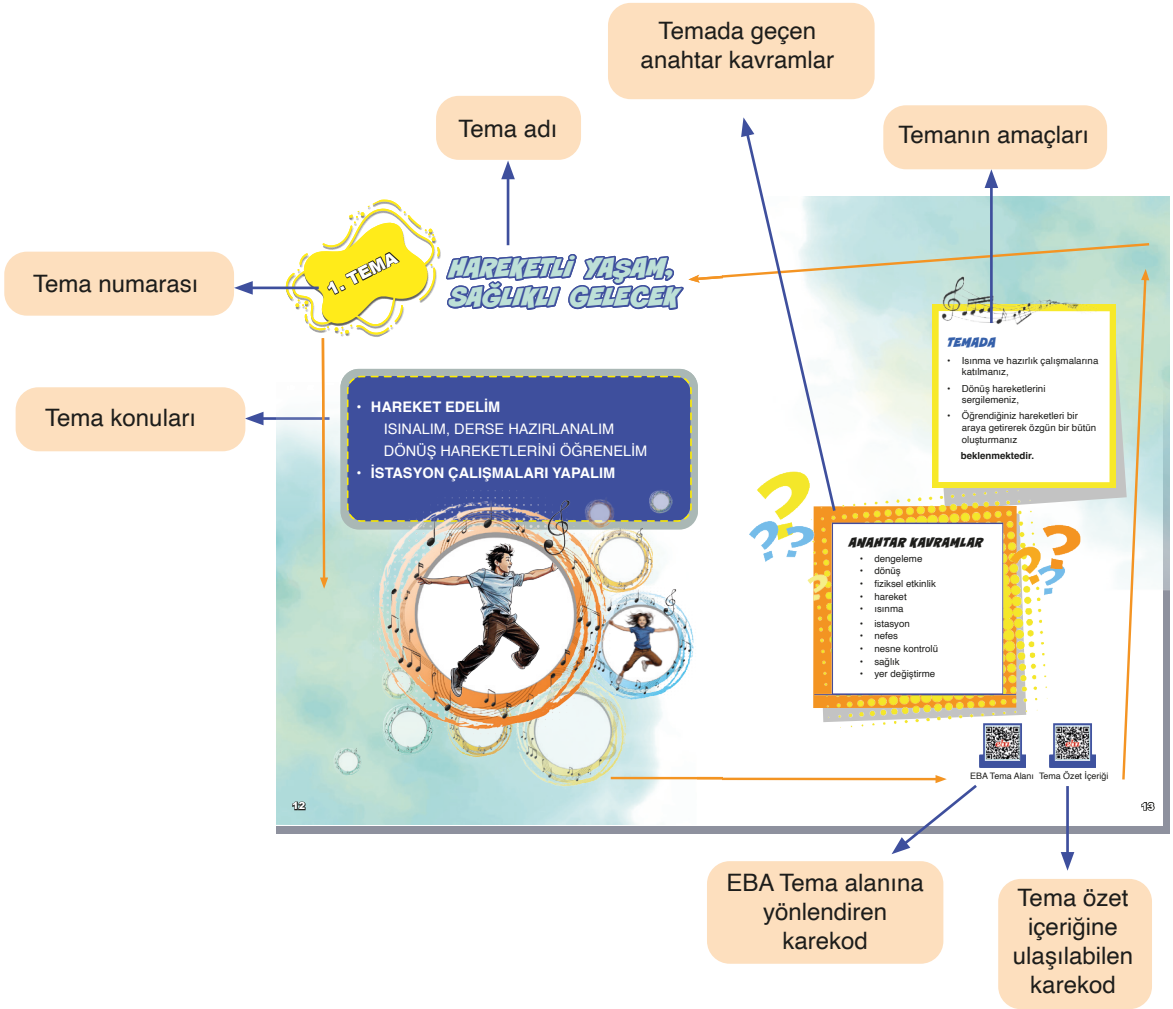 Temada geçen
anahtar kavramlar
Tema adı
Temanın amaçları
Tema numarası
1. TEMA
HAREKETLİ YAŞAM,
SAĞLIKLI GELECEK
Tema konuları
• HAREKET EDELİM
ISINALIM, DERSE HAZIRLANALIM
DÖNÜŞ HAREKETLERİNİ ÖĞRENELİM
• İSTASYON ÇALIŞMALARI YAPALIM
TEMADA
• Isınma ve hazırlık çalışmalarına
katılmanız,
• Dönüş hareketlerini
sergilemeniz,
• Öğrendiğiniz hareketleri bir
araya getirerek özgün bir bütün
oluşturmanız
beklenmektedir.
???
???
ANAHTAR KAVRAMLAR
• dengeleme
• dönüş
• fiziksel etkinlik
• hareket
• ısınma
• istasyon
• nefes
• nesne kontrolü
• sağlık
• yer değiştirme
EBA Tema Alanı
Tema Özet İçeriği
12
13
EBA Tema alanına
yönlendiren
karekod
Tema özet
içeriğine
ulaşılabilen
karekod